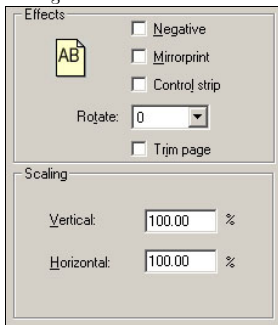 Effects
AB
Negative
Mirrorprint
Control strip
Rotate: 0
Trim page
Scaling
Vertical: 100.00 %
Horizontal: 100.00 %